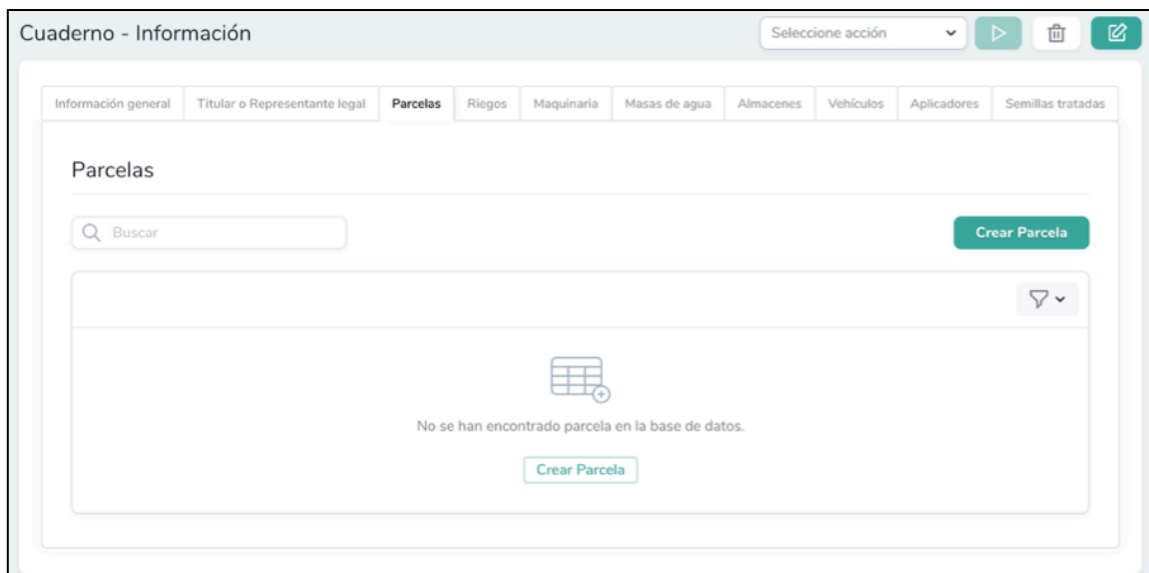 Cuaderno - Información
Seleccione acción
Información general Titular o Representante legal Parcelas Riegos Maquinaria Masas de agua Almacenes Vehículos Aplicadores Semillas tratadas
Parcelas
Buscar
Crear Parcela
No se han encontrado parcela en la base de datos.
Crear Parcela